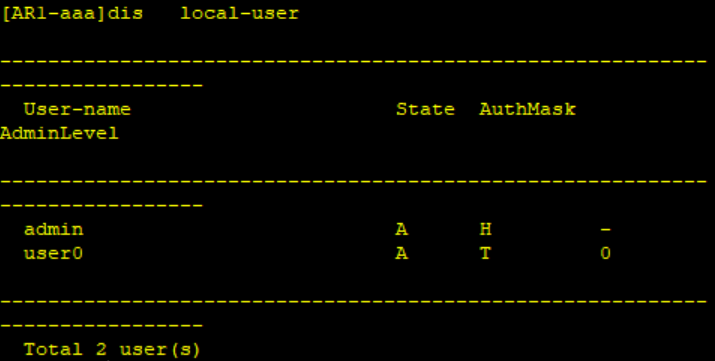 [AR1-aaa]dis   local-user
------------------------------------------------------------
-----------------
  User-name                      State  AuthMask
AdminLevel
------------------------------------------------------------
-----------------
  admin                          A      H         -
  user0                          A      T         0
------------------------------------------------------------
-----------------
  Total 2 user(s)